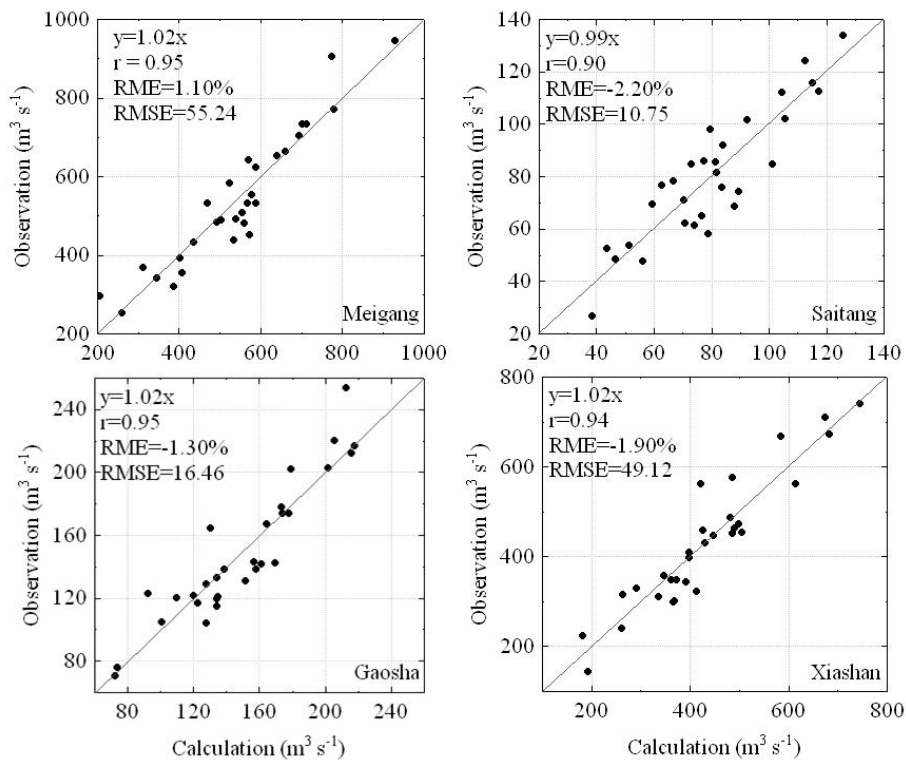 1000
800
600
400
200
Observation (m³ s⁻¹)
y=1.02x
r = 0.95
RME=1.10%
RMSE=55.24
Meigang
200 400 600 800 1000
140
120
100
80
60
40
20
Observation (m³ s⁻¹)
y=0.99x
r=0.90
RME=-2.20%
RMSE=10.75
Saitang
20 40 60 80 100 120 140
240
200
160
120
80
Observation (m³ s⁻¹)
y=1.02x
r=0.95
RME=-1.30%
RMSE=16.46
Gaosha
80 120 160 200 240
Calculation (m³ s⁻¹)
800
600
400
200
Observation (m³ s⁻¹)
y=1.02x
r=0.94
RME=-1.90%
RMSE=49.12
Xiashan
200 400 600 800
Calculation (m³ s⁻¹)